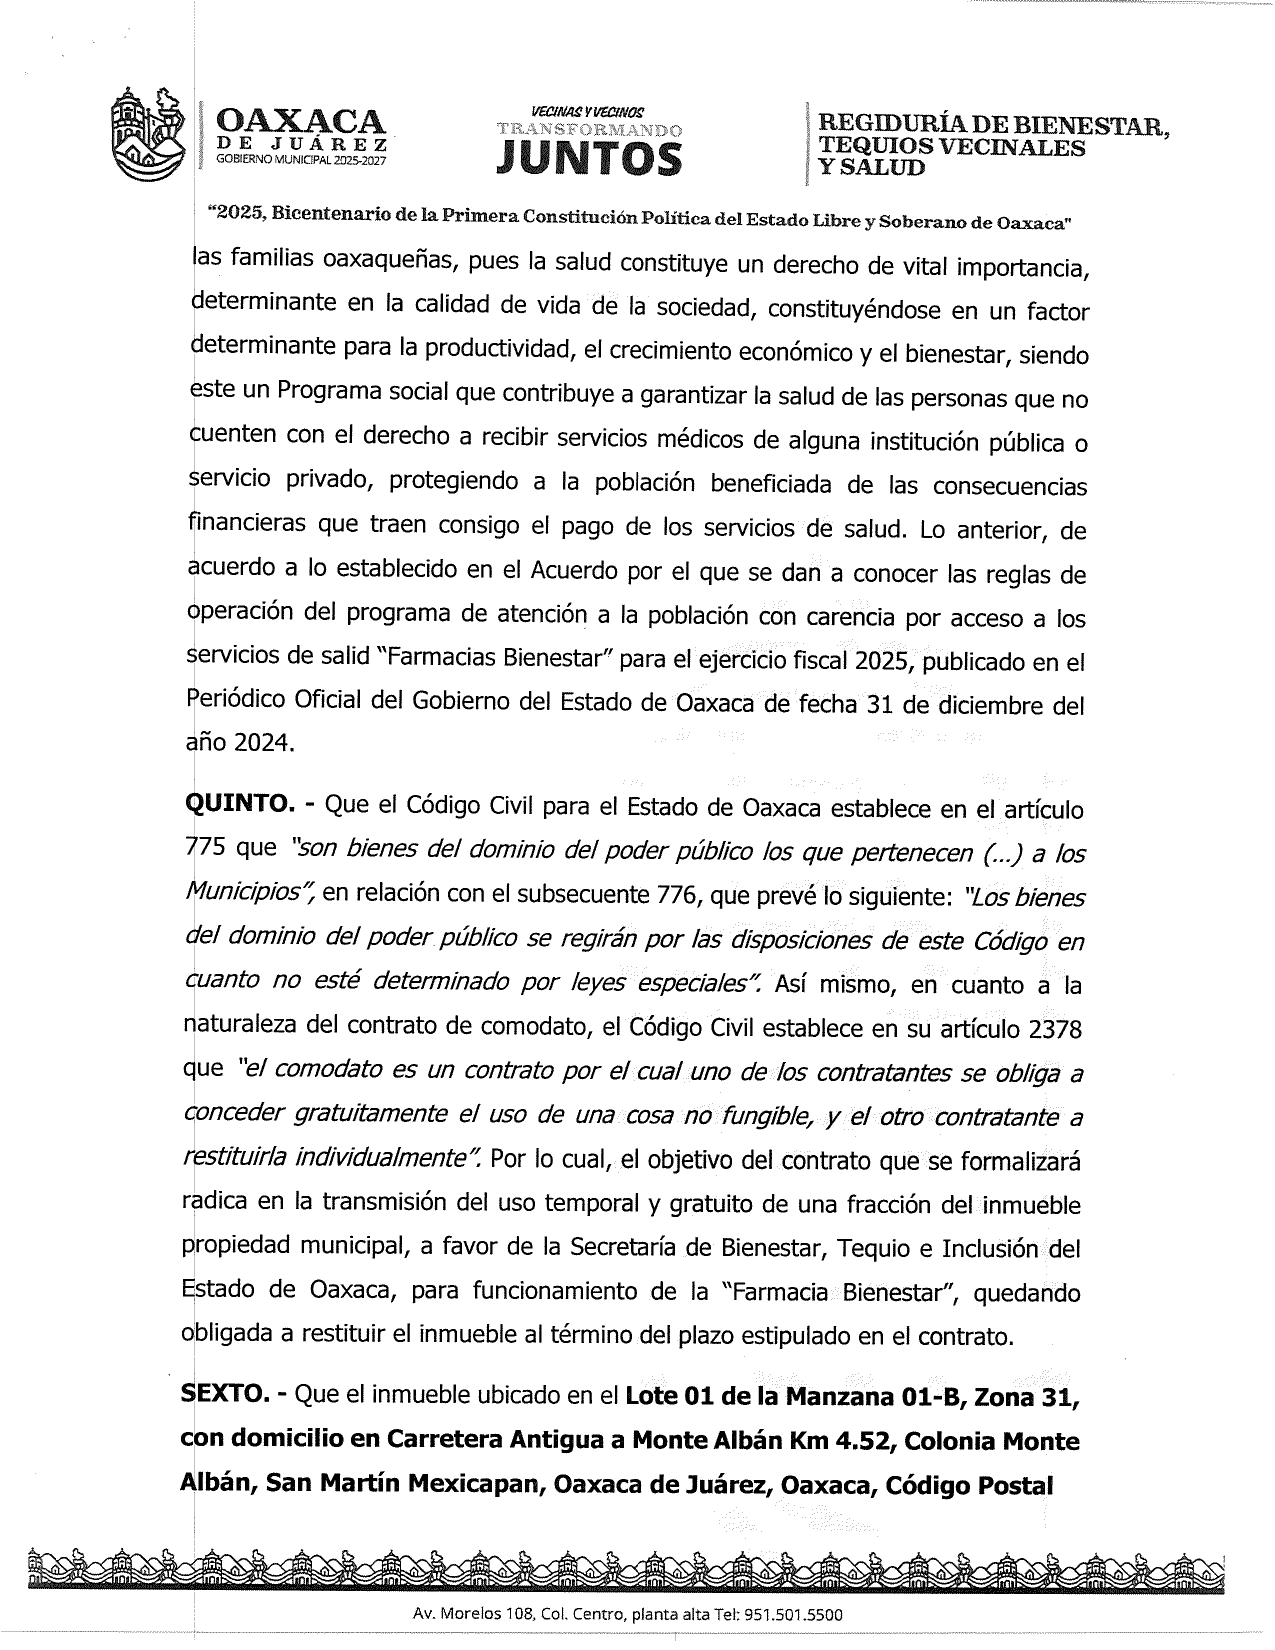 OAXACA
DE JUÁREZ
GOBIERNO MUNICIPAL 2025-2027
VECINAS Y VECINOS
TRANSFORMANDO
JUNTOS
REGIDURÍA DE BIENESTAR,
TEQUIOS VECINALES
Y SALUD
"2025, Bicentenario de la Primera Constitución Política del Estado Libre y Soberano de Oaxaca"
las familias oaxaqueñas, pues la salud constituye un derecho de vital importancia,
determinante en la calidad de vida de la sociedad, constituyéndose en un factor
determinante para la productividad, el crecimiento económico y el bienestar, siendo
este un Programa social que contribuye a garantizar la salud de las personas que no
cuenten con el derecho a recibir servicios médicos de alguna institución pública o
servicio privado, protegiendo a la población beneficiada de las consecuencias
financieras que traen consigo el pago de los servicios de salud. Lo anterior, de
acuerdo a lo establecido en el Acuerdo por el que se dan a conocer las reglas de
operación del programa de atención a la población con carencia por acceso a los
servicios de salid "Farmacias Bienestar" para el ejercicio fiscal 2025, publicado en el
Periódico Oficial del Gobierno del Estado de Oaxaca de fecha 31 de diciembre del
año 2024.
QUINTO. - Que el Código Civil para el Estado de Oaxaca establece en el artículo
775 que "son bienes del dominio del poder público los que pertenecen (...) a los
Municipios", en relación con el subsecuente 776, que prevé lo siguiente: "Los bienes
del dominio del poder público se regirán por las disposiciones de este Código en
cuanto no esté determinado por leyes especiales". Así mismo, en cuanto a la
naturaleza del contrato de comodato, el Código Civil establece en su artículo 2378
que "el comodato es un contrato por el cual uno de los contratantes se obliga a
conceder gratuitamente el uso de una cosa no fungible, y el otro contratante a
restituirla individualmente". Por lo cual, el objetivo del contrato que se formalizará
radica en la transmisión del uso temporal y gratuito de una fracción del inmueble
propiedad municipal, a favor de la Secretaría de Bienestar, Tequio e Inclusión del
Estado de Oaxaca, para funcionamiento de la "Farmacia Bienestar", quedando
obligada a restituir el inmueble al término del plazo estipulado en el contrato.
SEXTO. - Que el inmueble ubicado en el Lote 01 de la Manzana 01-B, Zona 31,
con domicilio en Carretera Antigua a Monte Albán Km 4.52, Colonia Monte
Albán, San Martín Mexicapan, Oaxaca de Juárez, Oaxaca, Código Postal
Av. Morelos 108, Col. Centro, planta alta Tel: 951.501.5500